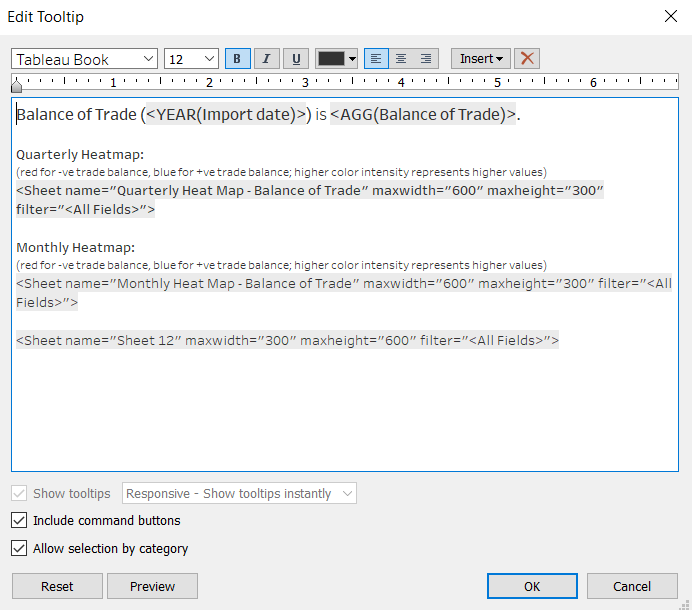 Edit Tooltip
Tableau Book 12 B I U Insert
1 2 3 4 5 6
Balance of Trade (<YEAR(Import date)>) is <AGG(Balance of Trade)>.
Quarterly Heatmap:
(red for -ve trade balance, blue for +ve trade balance; higher color intensity represents higher values)
<Sheet name="Quarterly Heat Map - Balance of Trade" maxwidth="600" maxheight="300"
filter="<All Fields>">
Monthly Heatmap:
(red for -ve trade balance, blue for +ve trade balance; higher color intensity represents higher values)
<Sheet name="Monthly Heat Map - Balance of Trade" maxwidth="600" maxheight="300" filter="<All
Fields>">
<Sheet name="Sheet 12" maxwidth="300" maxheight="600" filter="<All Fields>">
Show tooltips Responsive - Show tooltips instantly
Include command buttons
Allow selection by category
Reset Preview OK Cancel